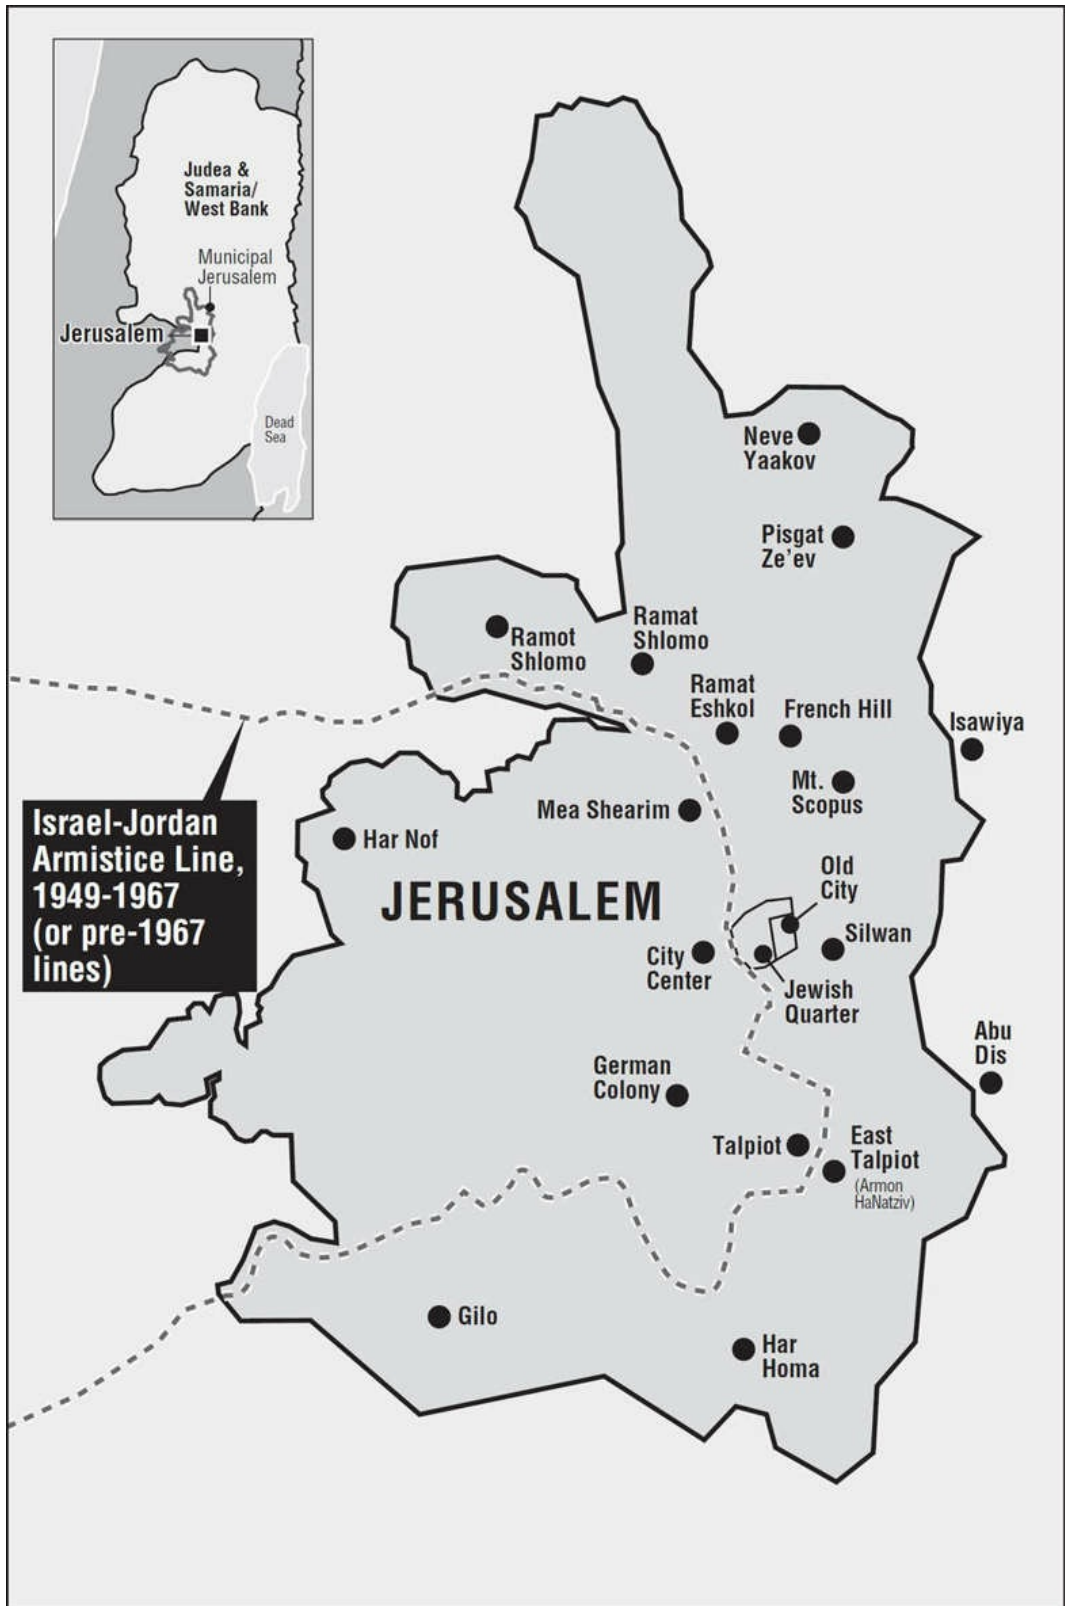 Judea &
Samaria/
West Bank
Municipal
Jerusalem
Jerusalem
Dead
Sea
Neve
Yaakov
Pisgat
Ze’ev
Ramot
Shlomo
Ramat
Shlomo
Ramat
Eshkol
French Hill
Isawiya
Mt.
Scopus
Mea Shearim
Israel-Jordan
Armistice Line,
1949-1967
(or pre-1967
lines)
Har Nof
Old
City
JERUSALEM
Silwan
City
Center
Jewish
Quarter
Abu
Dis
German
Colony
Talpiot
East
Talpiot
(Armon
HaNatziv)
Gilo
Har
Homa